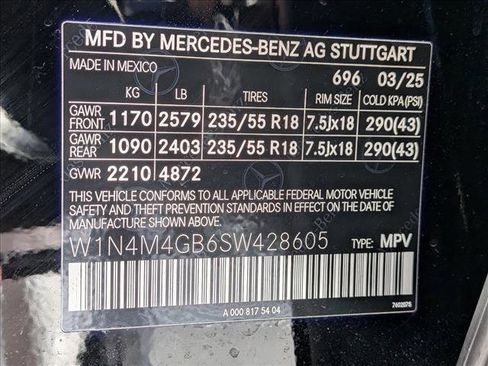 MFD BY MERCEDES-BENZ AG STUTTGART
MADE IN MEXICO 696 03/25
KG LB TIRES RIM SIZE COLD KPA(PSI)
GAWR FRONT 1170 2579 235/55 R18 7.5Jx18 290(43)
GAWR REAR 1090 2403 235/55 R18 7.5Jx18 290(43)
GVWR 2210 4872
THIS VEHICLE CONFORMS TO ALL APPLICABLE FEDERAL MOTOR VEHICLE
SAFETY AND THEFT PREVENTION STANDARDS IN EFFECT ON THE DATE OF
MANUFACTURE SHOWN ABOVE.
W1N4M4GB6SW428605 TYPE: MPV
A 000 817 54 04